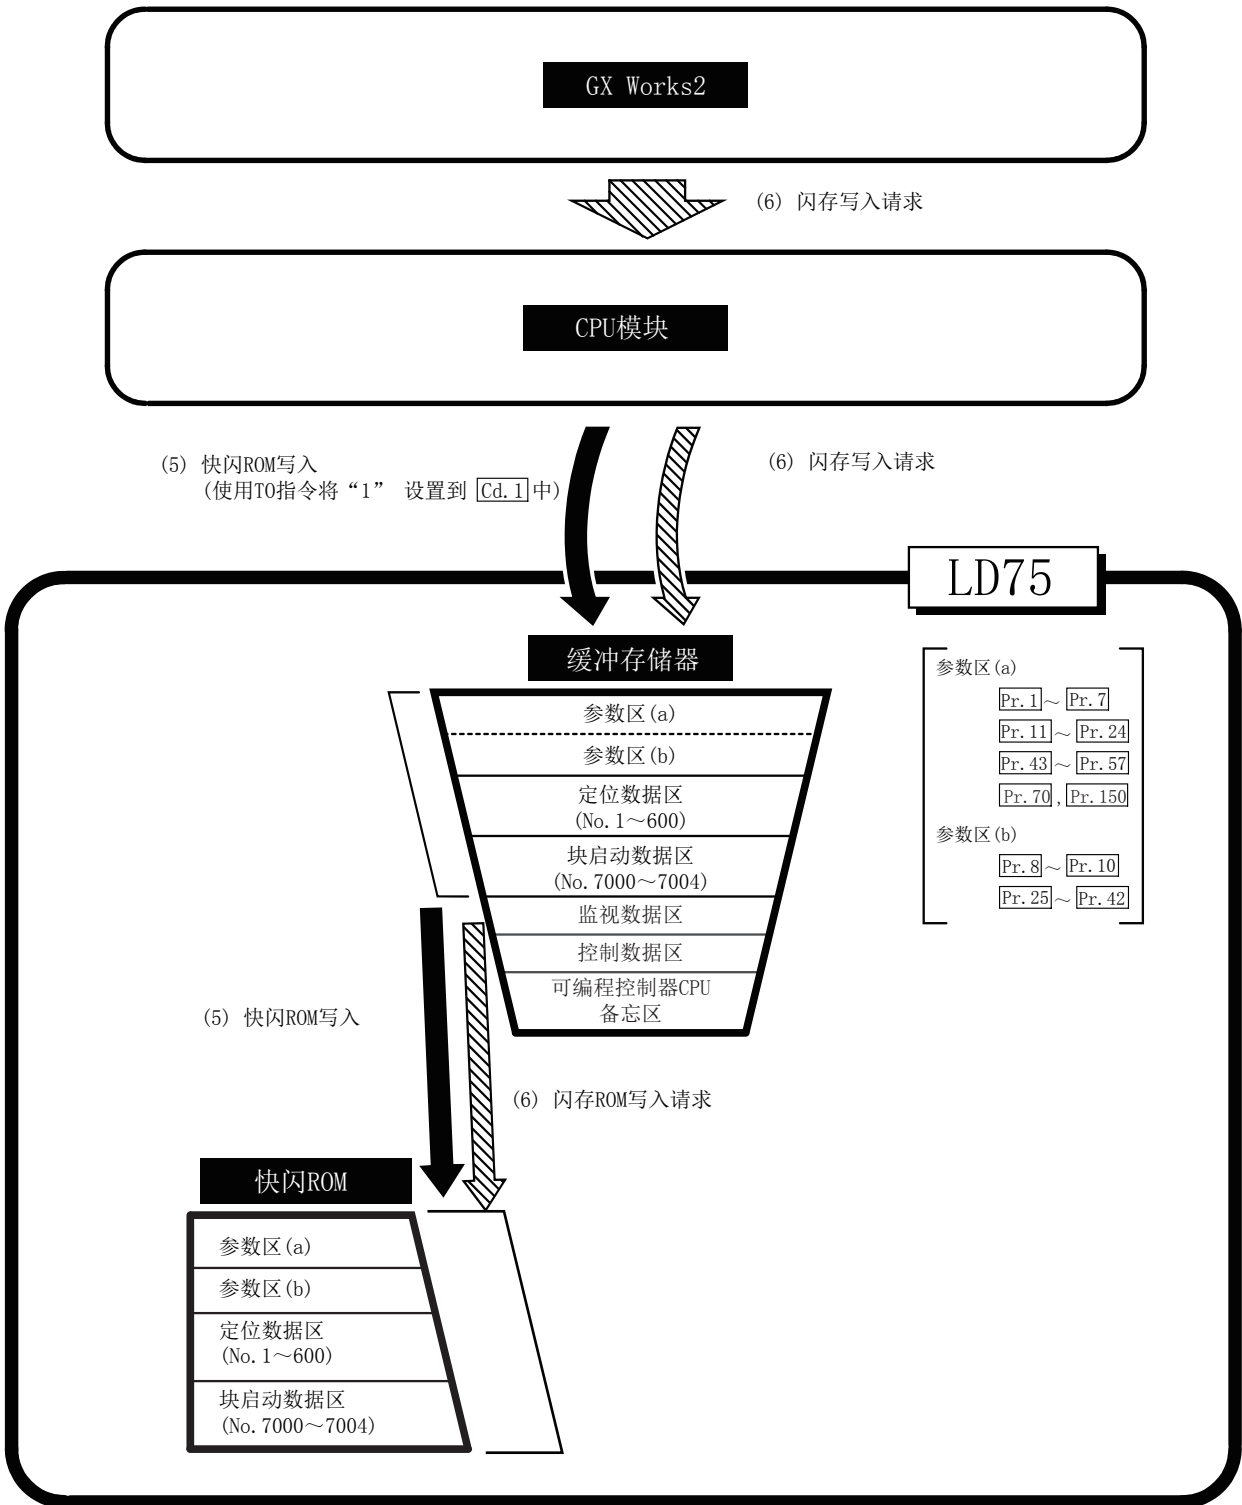 GX Works2
(6) 闪存写入请求
CPU模块
(5) 快闪ROM写入
(使用TO指令将“1” 设置到 Cd.1 中)
(6) 闪存写入请求
LD75
缓冲存储器
参数区(a)
参数区(b)
定位数据区
(No.1～600)
块启动数据区
(No.7000～7004)
监视数据区
控制数据区
可编程控制器CPU
备忘区
参数区(a)
Pr.1 ～ Pr.7
Pr.11 ～ Pr.24
Pr.43 ～ Pr.57
Pr.70 , Pr.150
参数区(b)
Pr.8 ～ Pr.10
Pr.25 ～ Pr.42
(5) 快闪ROM写入
(6) 闪存ROM写入请求
快闪ROM
参数区(a)
参数区(b)
定位数据区
(No.1～600)
块启动数据区
(No.7000～7004)